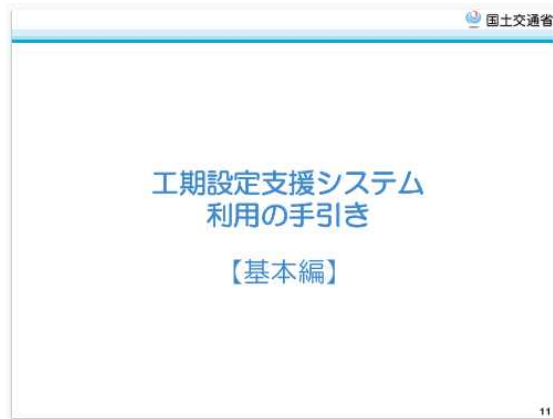 国土交通省
工期設定支援システム
利用の手引き
【基本編】
11